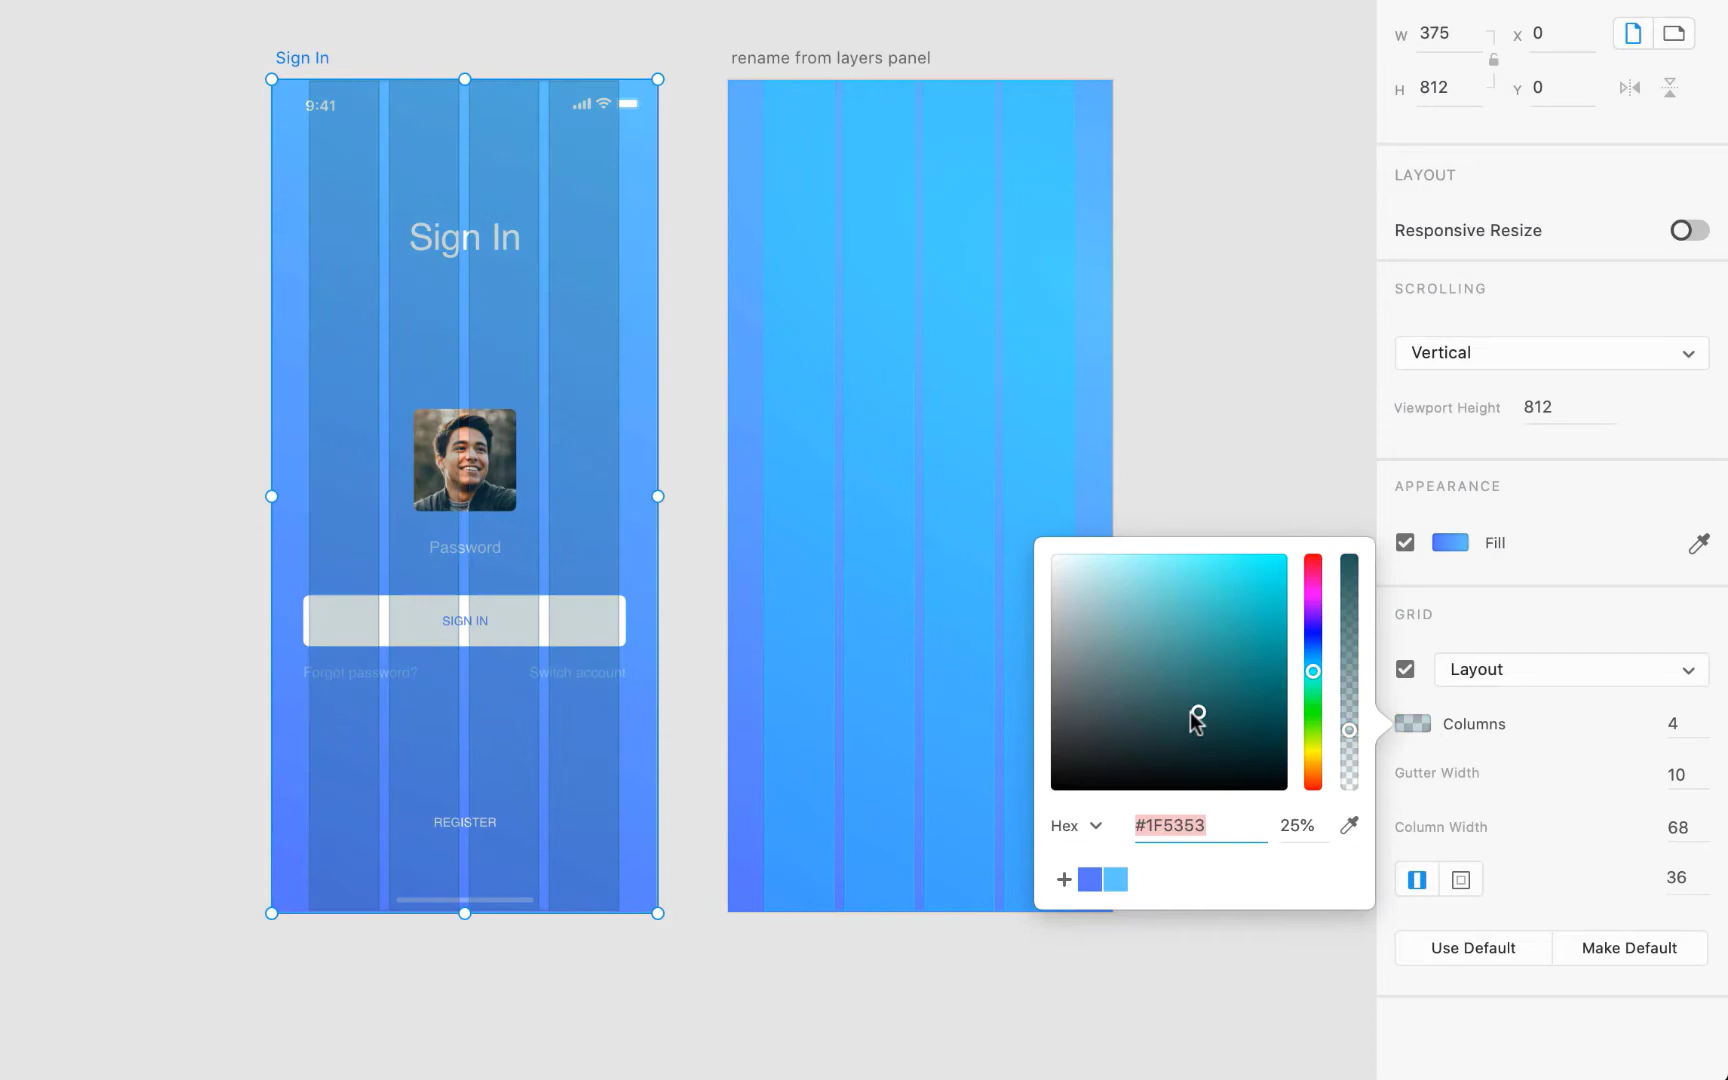 Sign In
rename from layers panel
9:41
Sign In
Password
SIGN IN
Forgot password? Switch account
REGISTER
W 375 X 0
H 812 Y 0
LAYOUT
Responsive Resize
SCROLLING
Vertical
Viewport Height 812
APPEARANCE
Fill
GRID
Layout
Columns 4
Gutter Width 10
Column Width 68
36
Use Default Make Default
Hex #1F5353 25%